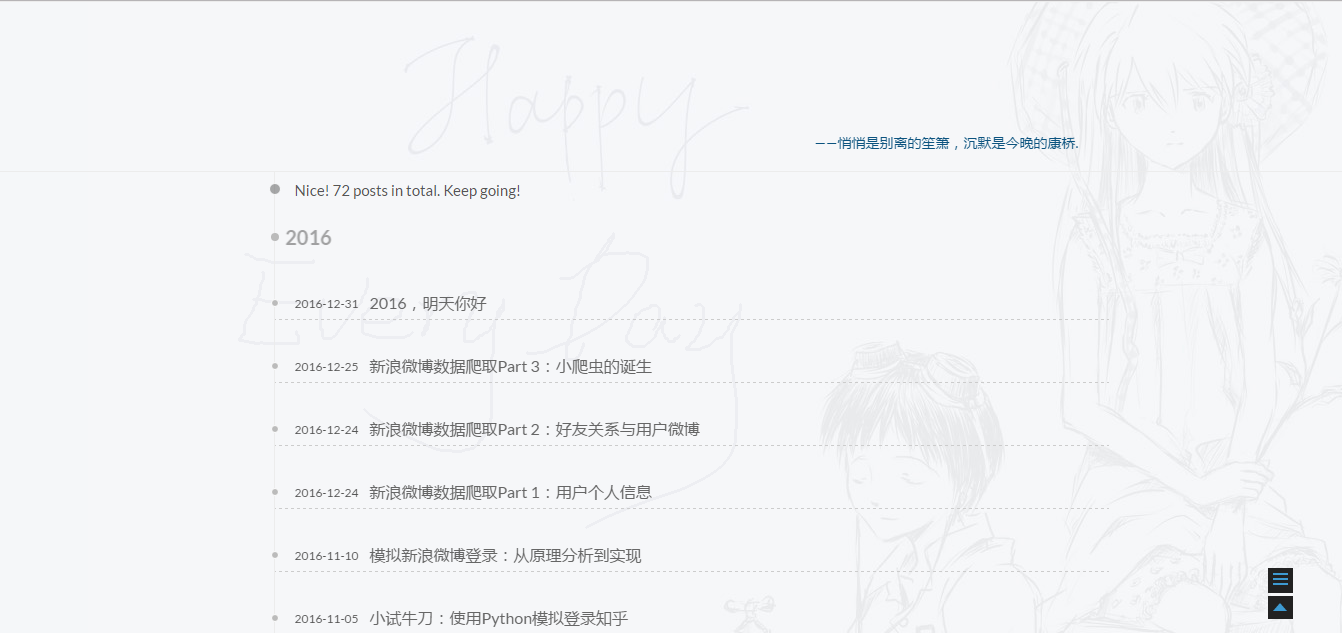 Happy
——悄悄是别离的笙箫，沉默是今晚的康桥.
Nice! 72 posts in total. Keep going!
2016
Every Day
2016-12-31 2016，明天你好
2016-12-25 新浪微博数据爬取Part 3：小爬虫的诞生
2016-12-24 新浪微博数据爬取Part 2：好友关系与用户微博
2016-12-24 新浪微博数据爬取Part 1：用户个人信息
2016-11-10 模拟新浪微博登录：从原理分析到实现
2016-11-05 小试牛刀：使用Python模拟登录知乎